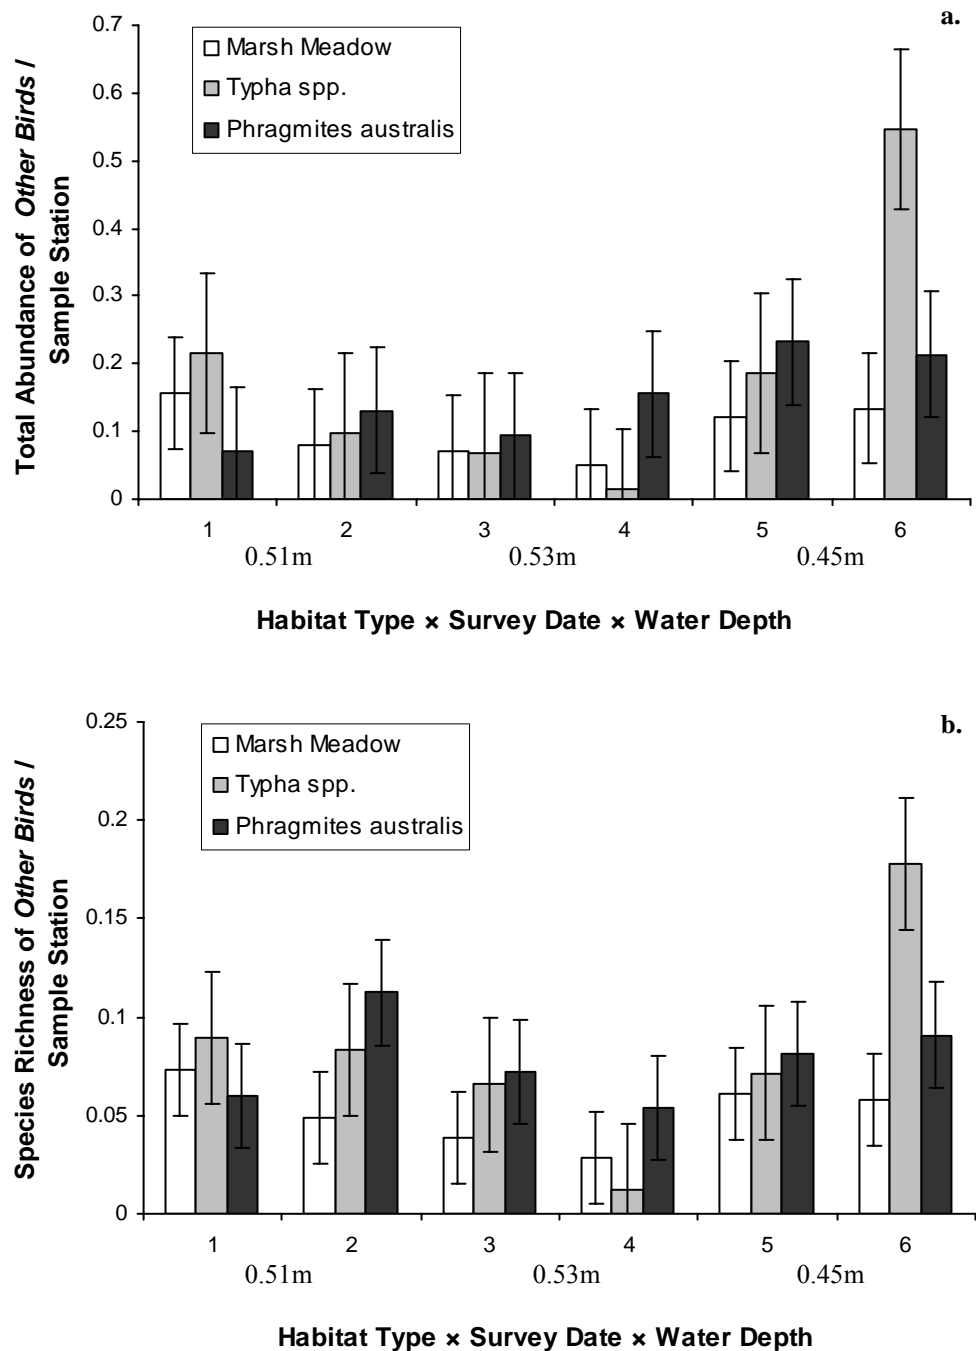 a.
0.7
0.6
0.5
0.4
0.3
0.2
0.1
0
Total Abundance of Other Birds /
Sample Station
Marsh Meadow
Typha spp.
Phragmites australis
1 2 3 4 5 6
0.51m 0.53m 0.45m
Habitat Type × Survey Date × Water Depth
b.
0.25
0.2
0.15
0.1
0.05
0
Species Richness of Other Birds /
Sample Station
Marsh Meadow
Typha spp.
Phragmites australis
1 2 3 4 5 6
0.51m 0.53m 0.45m
Habitat Type × Survey Date × Water Depth